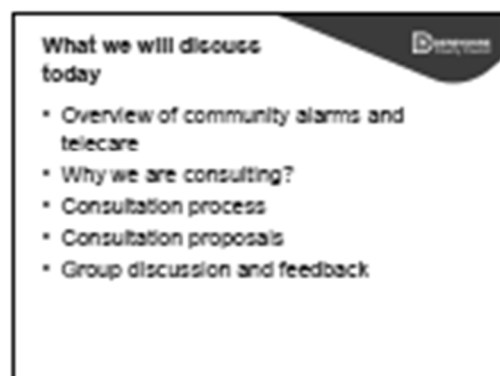 What we will discuss
today
• Overview of community alarms and
telecare
• Why we are consulting?
• Consultation process
• Consultation proposals
• Group discussion and feedback